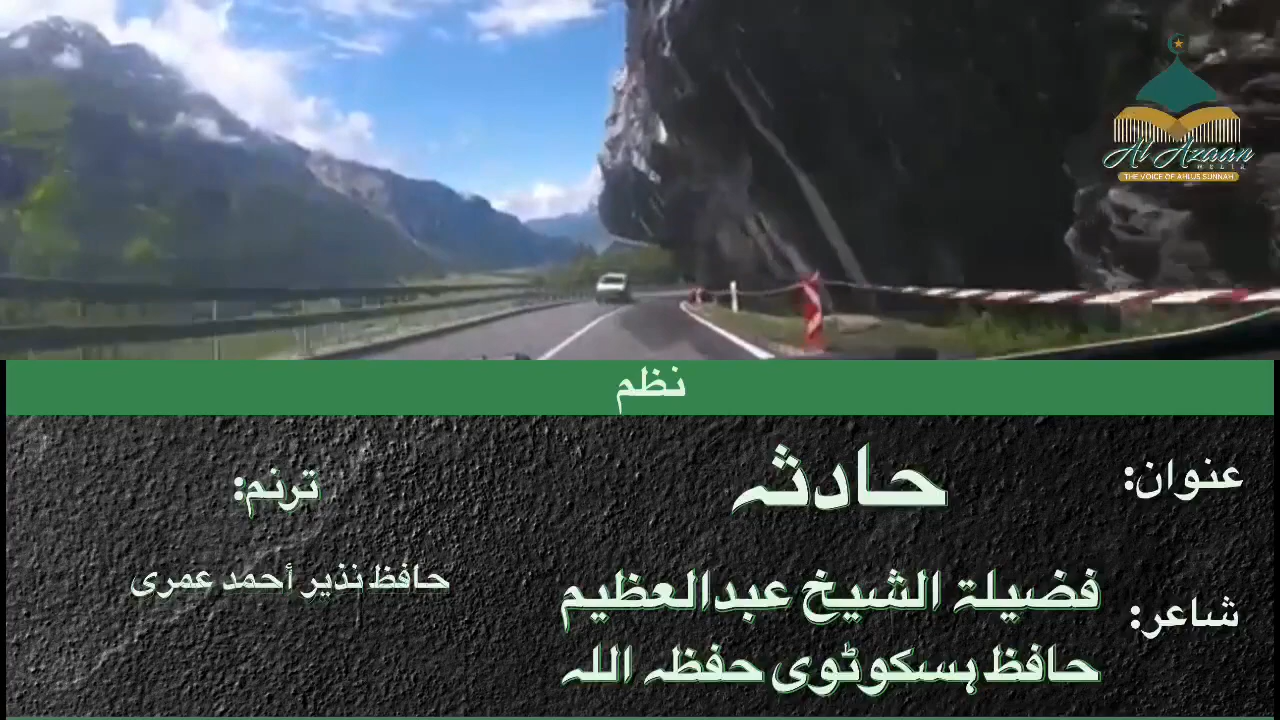 Al Azaan
MEDIA
THE VOICE OF AHLUS SUNNAH
نظم
عنوان:
حادثہ
شاعر:
فضیلۃ الشیخ عبدالعظیم
حافظ ہسکوٹوی حفظہ اللہ
ترنم:
حافظ نذیر أحمد عمری